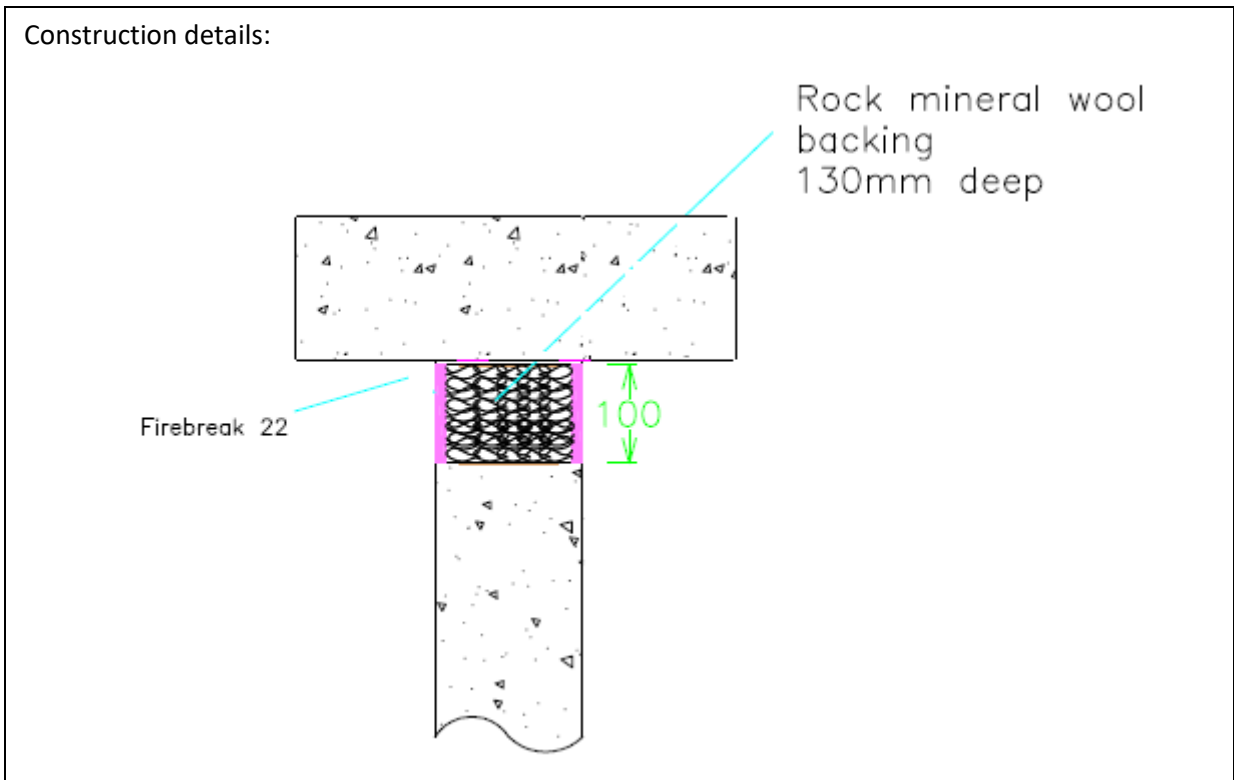 Construction details:
Rock mineral wool
backing
130mm deep
100
Firebreak 22